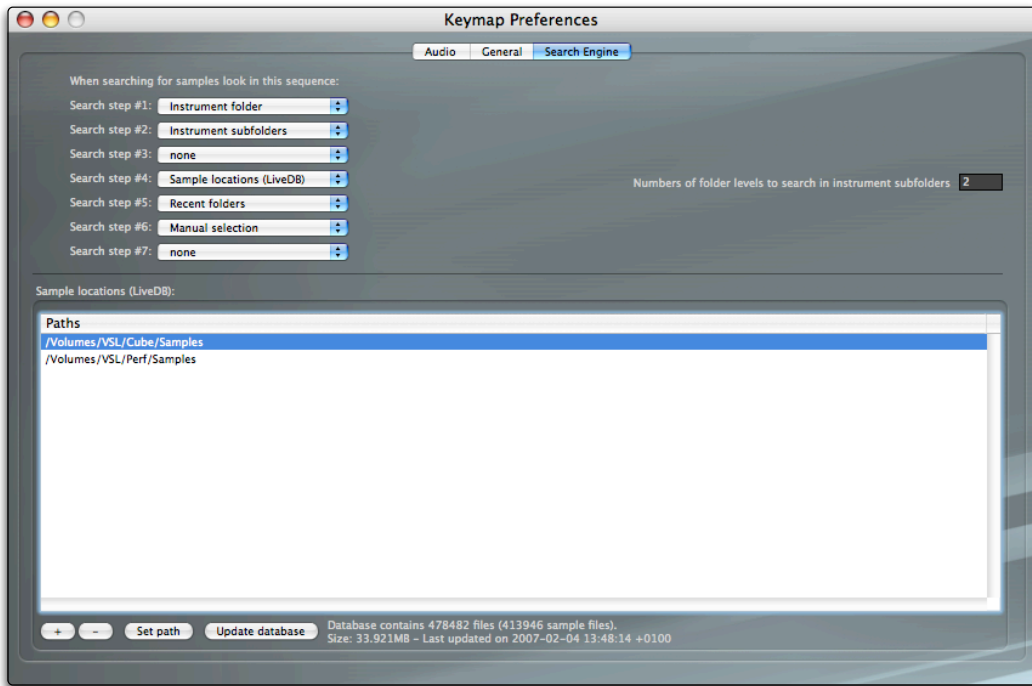 Keymap Preferences
Audio General Search Engine
When searching for samples look in this sequence:
Search step #1: Instrument folder
Search step #2: Instrument subfolders
Search step #3: none
Search step #4: Sample locations (LiveDB)
Numbers of folder levels to search in instrument subfolders 2
Search step #5: Recent folders
Search step #6: Manual selection
Search step #7: none
Sample locations (LiveDB):
Paths
/Volumes/VSL/Cube/Samples
/Volumes/VSL/Perf/Samples
+ - Set path Update database
Database contains 478482 files (413946 sample files).
Size: 33.921MB - Last updated on 2007-02-04 13:48:14 +0100